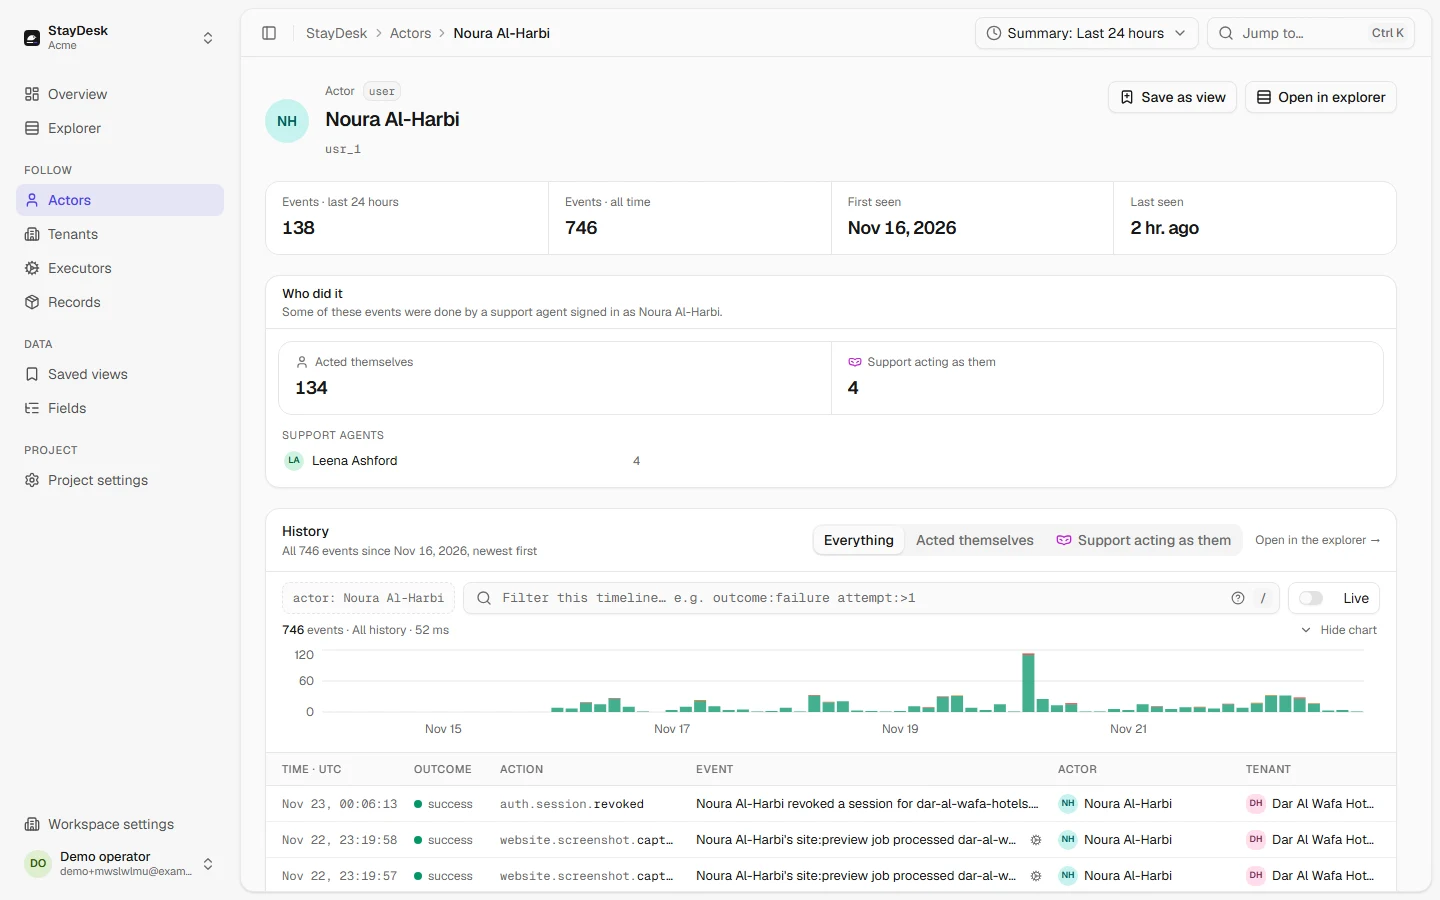 StayDesk
Acme
Overview
Explorer
FOLLOW
Actors
Tenants
Executors
Records
DATA
Saved views
Fields
PROJECT
Project settings
Workspace settings
DO
Demo operator
demo+mwslwlmu@exam…
StayDesk > Actors > Noura Al-Harbi
Summary: Last 24 hours
Jump to…
Ctrl K
NH
Actor user
Noura Al-Harbi
usr_1
Save as view
Open in explorer
Events · last 24 hours
138
Events · all time
746
First seen
Nov 16, 2026
Last seen
2 hr. ago
Who did it
Some of these events were done by a support agent signed in as Noura Al-Harbi.
Acted themselves
134
Support acting as them
4
SUPPORT AGENTS
LA Leena Ashford 4
History
All 746 events since Nov 16, 2026, newest first
Everything Acted themselves Support acting as them
Open in the explorer →
actor: Noura Al-Harbi
Filter this timeline… e.g. outcome:failure attempt:>1
/
Live
746 events · All history · 52 ms
Hide chart
120
60
0
Nov 15 Nov 17 Nov 19 Nov 21
TIME · UTC OUTCOME ACTION EVENT ACTOR TENANT
Nov 23, 00:06:13 success auth.session.revoked Noura Al-Harbi revoked a session for dar-al-wafa-hotels.… NH Noura Al-Harbi DH Dar Al Wafa Hot…
Nov 22, 23:19:58 success website.screenshot.capt… Noura Al-Harbi's site:preview job processed dar-al-w… NH Noura Al-Harbi DH Dar Al Wafa Hot…
Nov 22, 23:19:57 success website.screenshot.capt… Noura Al-Harbi's site:preview job processed dar-al-w… NH Noura Al-Harbi DH Dar Al Wafa Hot…